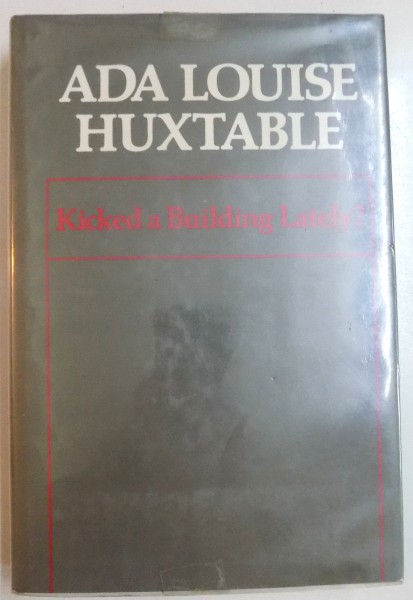 ADA LOUISE
HUXTABLE
Kicked a Building Lately?